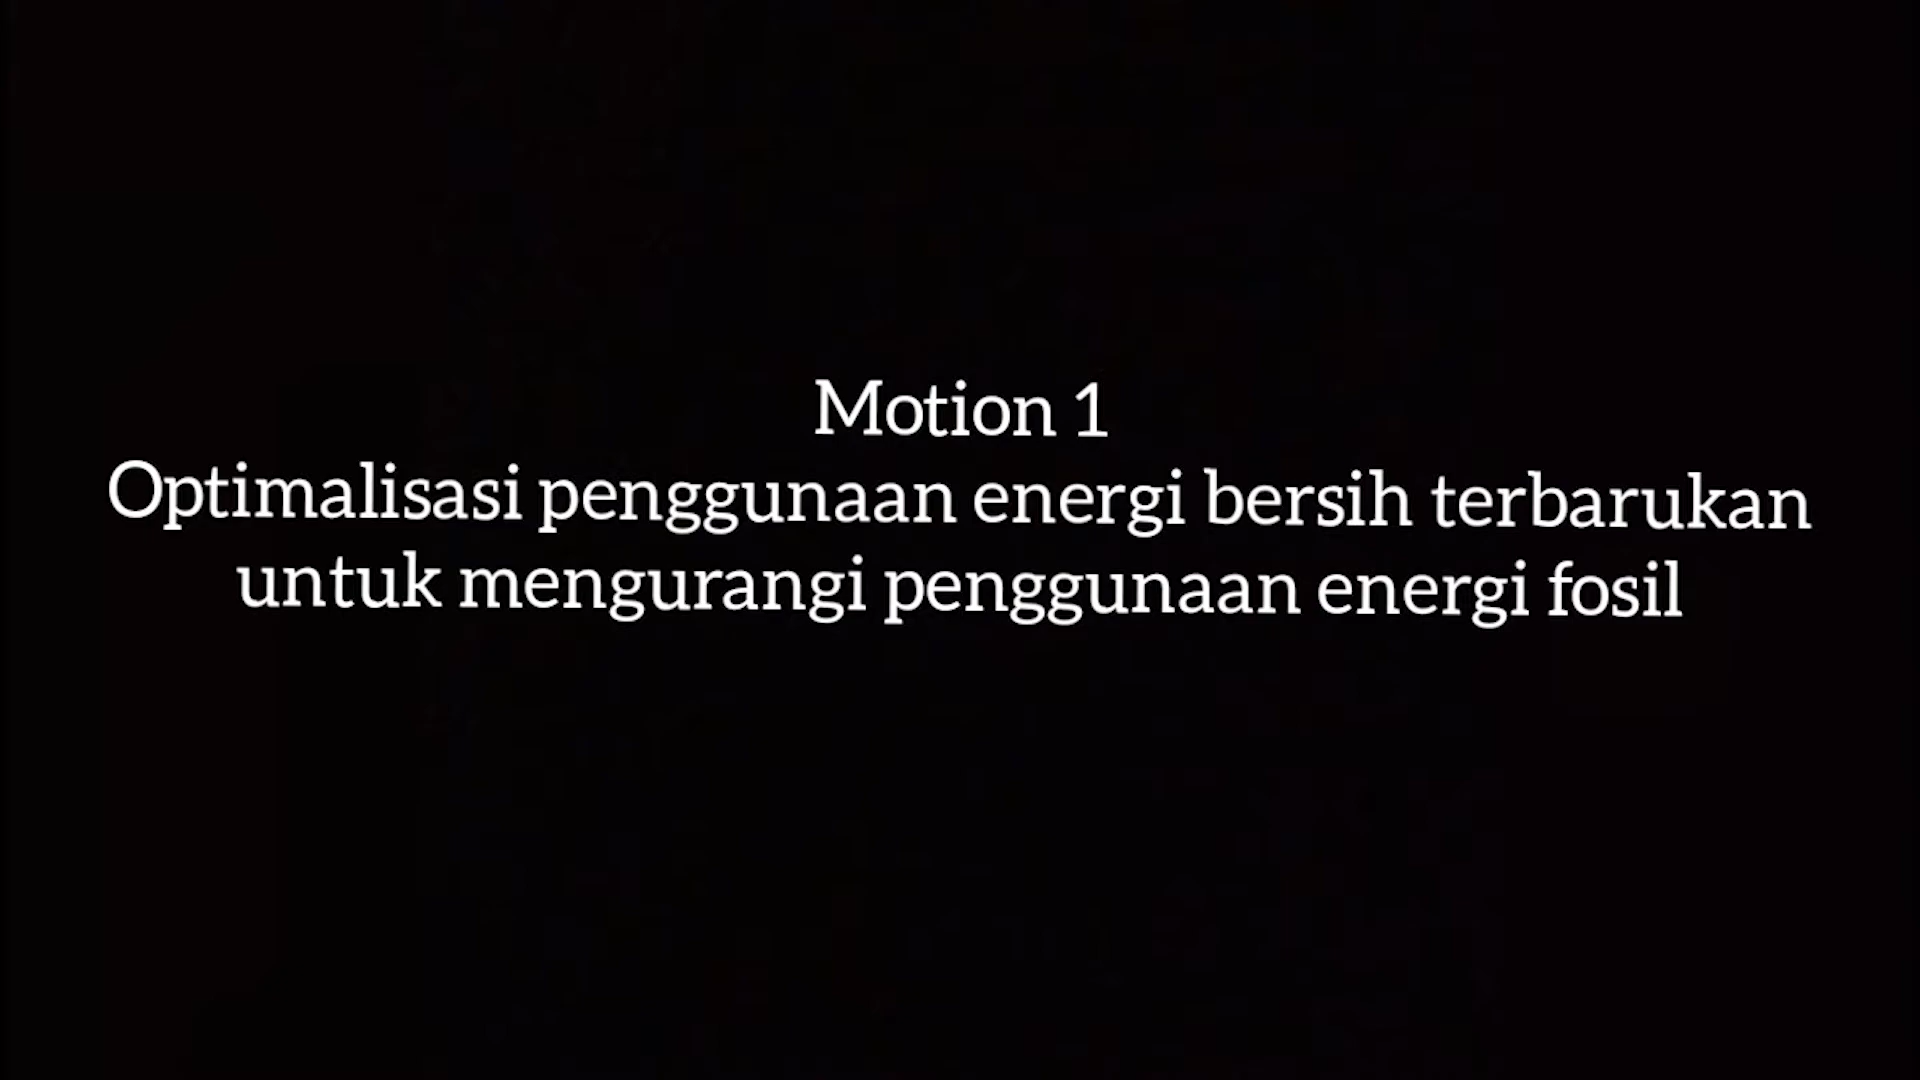 Motion 1
Optimalisasi penggunaan energi bersih terbarukan
untuk mengurangi penggunaan energi fosil